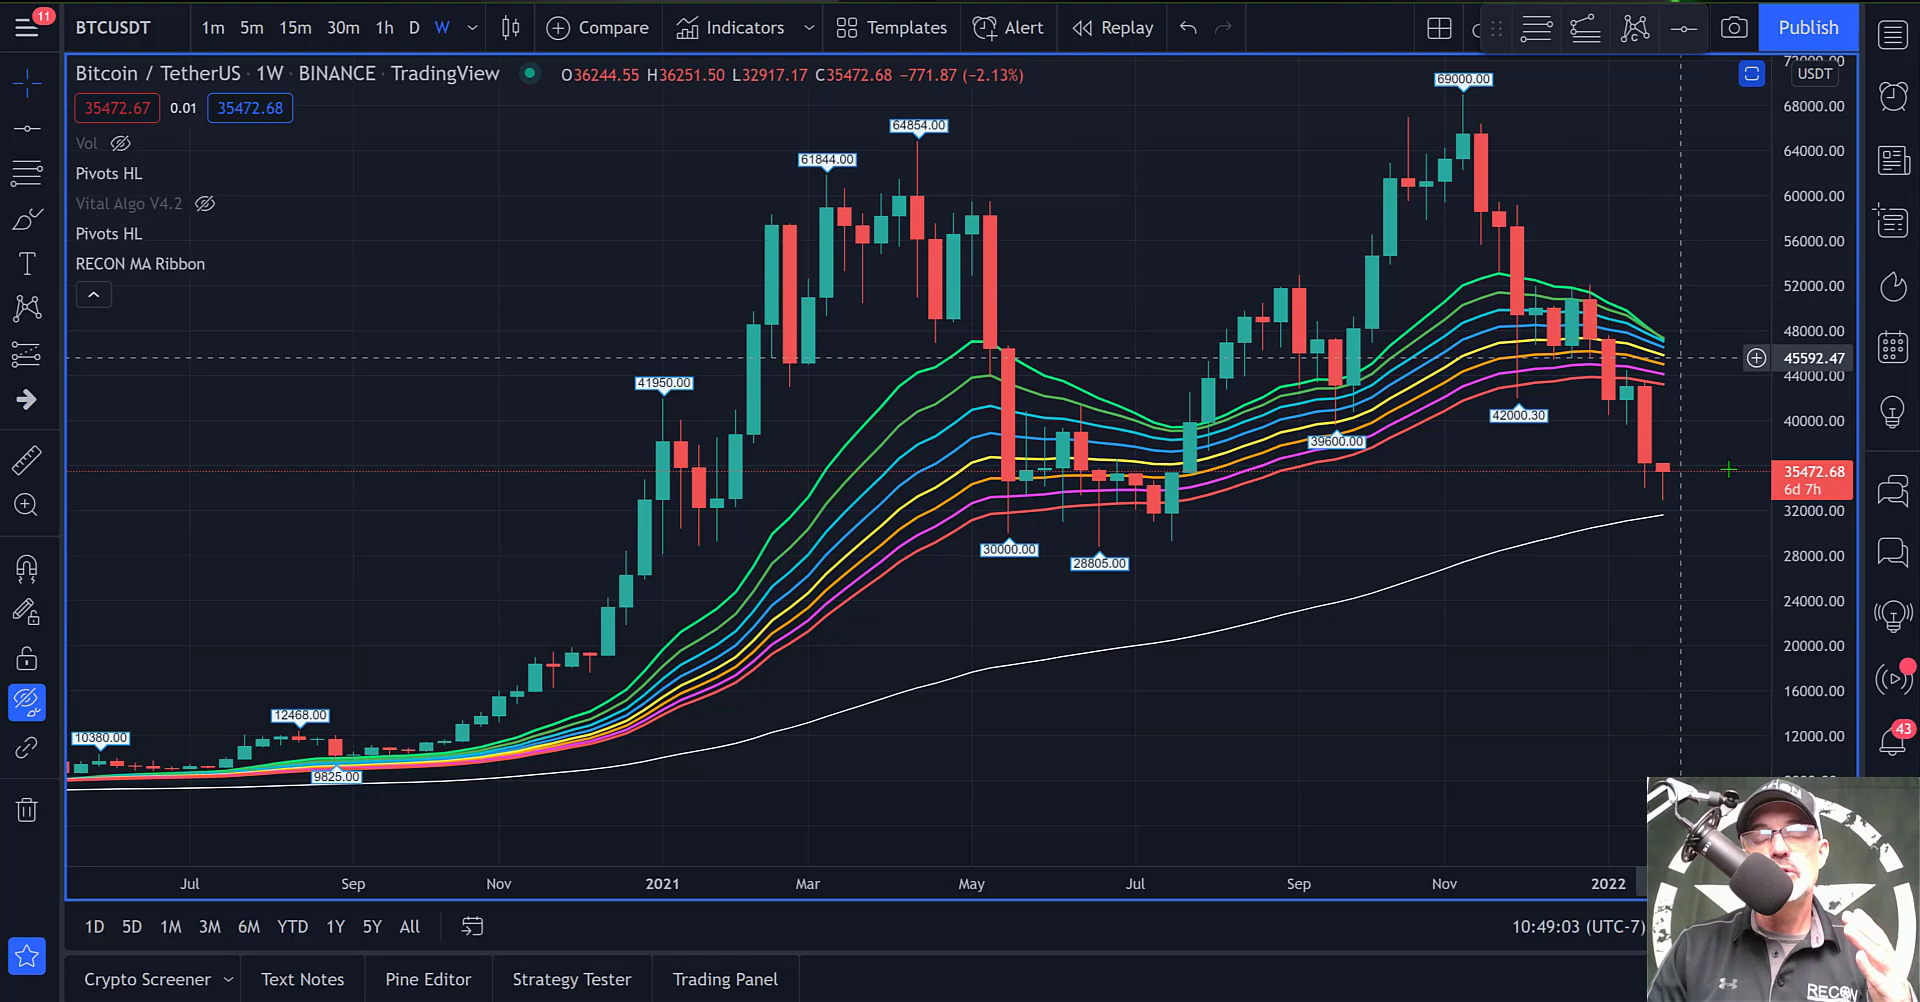 11
BTCUSDT
1m 5m 15m 30m 1h D W
Compare
Indicators
Templates
Alert
Replay
Publish
Bitcoin / TetherUS · 1W · BINANCE · TradingView
O36244.55 H36251.50 L32917.17 C35472.68 −771.87 (−2.13%)
USDT
35472.67 0.01 35472.68
Vol
Pivots HL
Vital Algo V4.2
Pivots HL
RECON MA Ribbon
69000.00
64854.00
61844.00
41950.00
42000.30
39600.00
30000.00
28805.00
12468.00
10380.00
9825.00
72000.00
68000.00
64000.00
60000.00
56000.00
52000.00
48000.00
45592.47
44000.00
40000.00
35472.68
6d 7h
32000.00
28000.00
24000.00
20000.00
16000.00
12000.00
43
Jul Sep Nov 2021 Mar May Jul Sep Nov 2022
1D 5D 1M 3M 6M YTD 1Y 5Y All
10:49:03 (UTC-7)
Crypto Screener Text Notes Pine Editor Strategy Tester Trading Panel
RECON